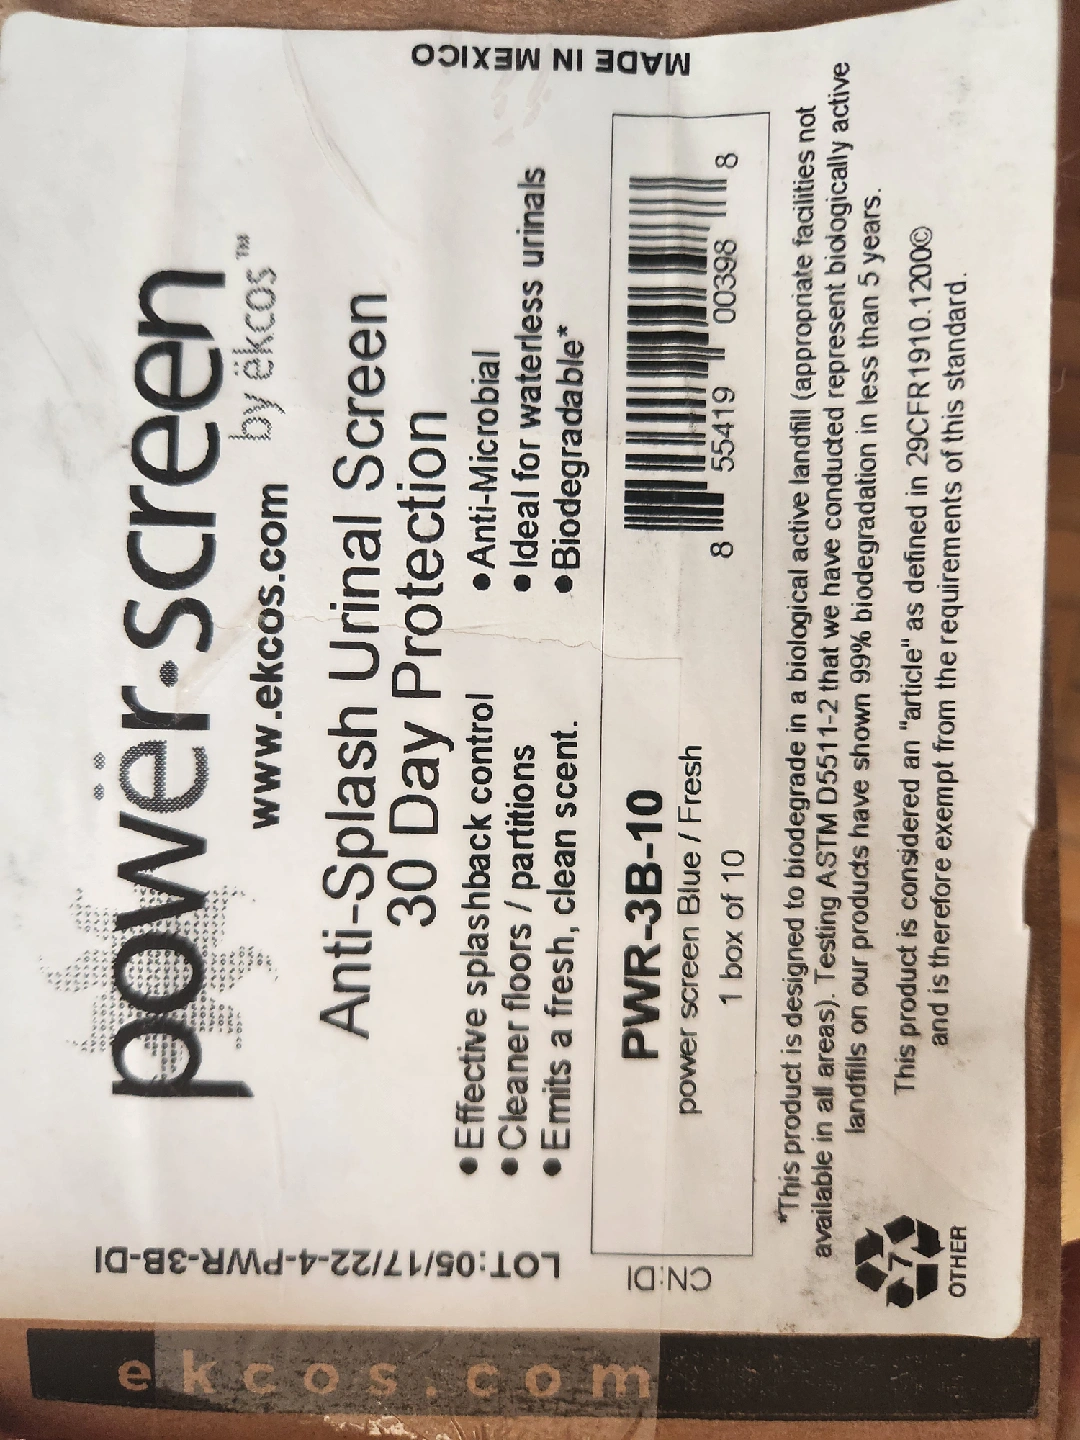 powër·screen
by ëkcos™
www.ekcos.com
Anti-Splash Urinal Screen
30 Day Protection
•Effective splashback control
•Cleaner floors / partitions
•Emits a fresh, clean scent.
•Anti-Microbial
•Ideal for waterless urinals
•Biodegradable*
LOT:05/17/22-4-PWR-3B-DI
MADE IN MEXICO
CN:DI
PWR-3B-10
power screen Blue / Fresh
1 box of 10
8 55419 00398 8
*This product is designed to biodegrade in a biological active landfill (appropriate facilities not
available in all areas). Testing ASTM D5511-2 that we have conducted represent biologically active
landfills on our products have shown 99% biodegradation in less than 5 years.
This product is considered an "article" as defined in 29CFR1910.1200©
and is therefore exempt from the requirements of this standard.
7
OTHER
ekcos.com